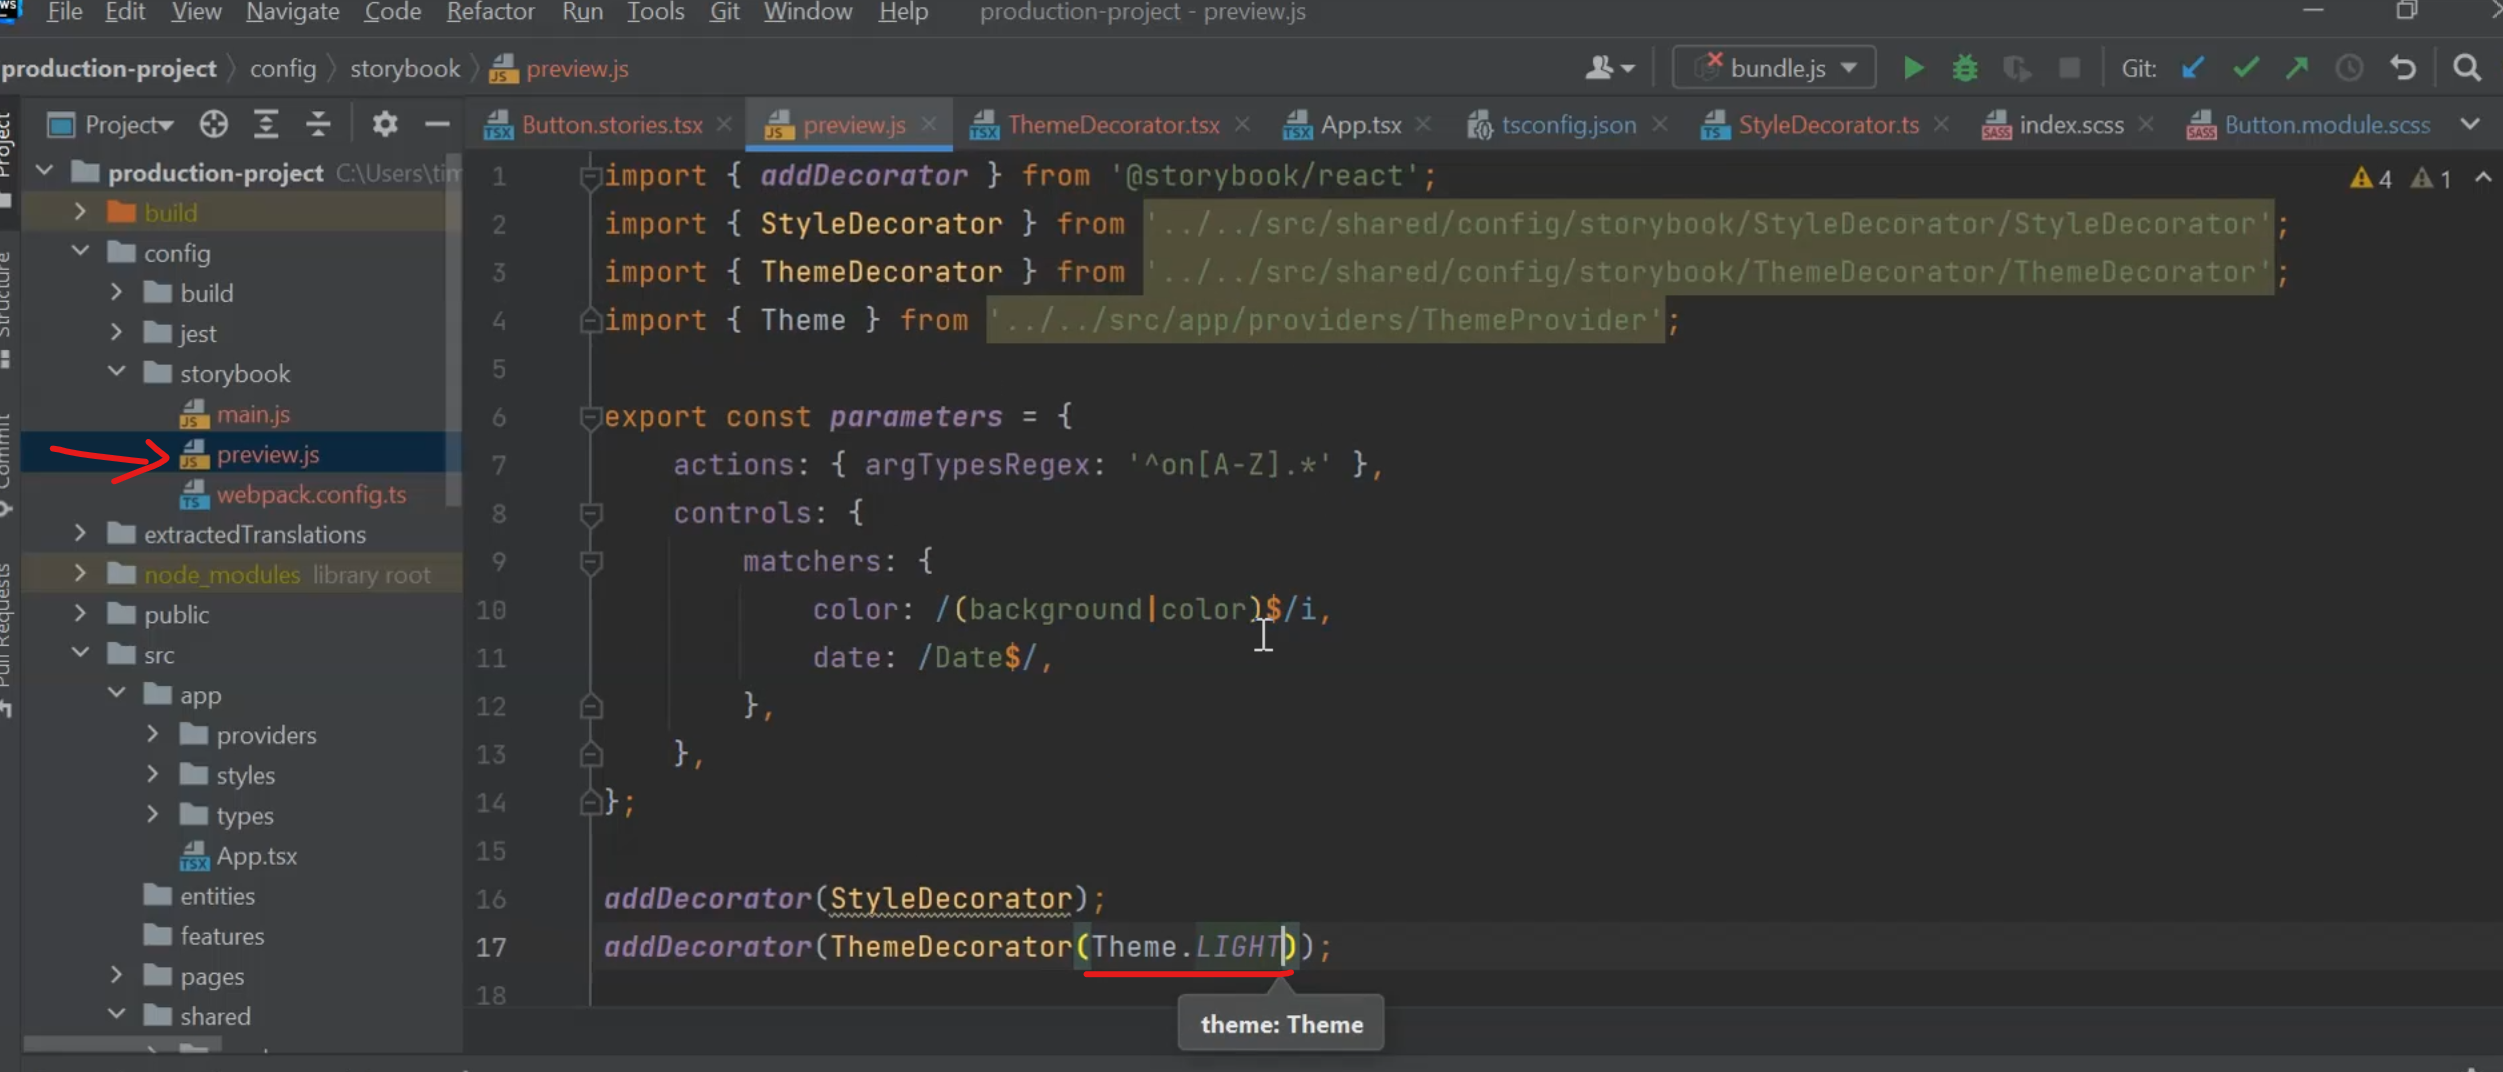 File Edit View Navigate Code Refactor Run Tools Git Window Help production-project - preview.js
production-project config storybook preview.js bundle.js Git:
Project
Button.stories.tsx preview.js ThemeDecorator.tsx App.tsx tsconfig.json StyleDecorator.ts index.scss Button.module.scss
production-project C:\Users\tim
build
config
build
jest
storybook
main.js
preview.js
webpack.config.ts
extractedTranslations
node_modules library root
public
src
app
providers
styles
types
App.tsx
entities
features
pages
shared
Project
Structure
Commit
Pull Requests
4 1
1 import { addDecorator } from '@storybook/react';
2 import { StyleDecorator } from '../../src/shared/config/storybook/StyleDecorator/StyleDecorator';
3 import { ThemeDecorator } from '../../src/shared/config/storybook/ThemeDecorator/ThemeDecorator';
4 import { Theme } from '../../src/app/providers/ThemeProvider';
5
6 export const parameters = {
7 actions: { argTypesRegex: '^on[A-Z].*' },
8 controls: {
9 matchers: {
10 color: /(background|color)$/i,
11 date: /Date$/,
12 },
13 },
14 };
15
16 addDecorator(StyleDecorator);
17 addDecorator(ThemeDecorator(Theme.LIGHT));
18
theme: Theme